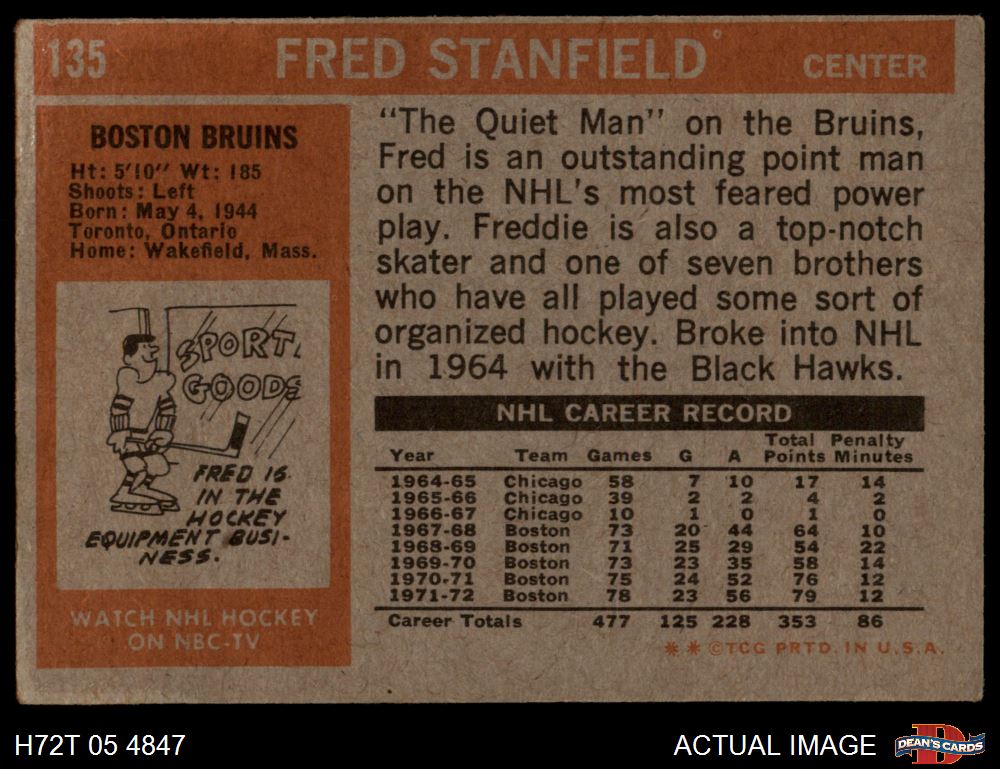 135 FRED STANFIELD CENTER
BOSTON BRUINS
Ht: 5'10" Wt: 185
Shoots: Left
Born: May 4, 1944
Toronto, Ontario
Home: Wakefield, Mass.
SPORT
GOODS
FRED IS
IN THE
HOCKEY
EQUIPMENT BUSI-
NESS.
WATCH NHL HOCKEY
ON NBC-TV
"The Quiet Man" on the Bruins,
Fred is an outstanding point man
on the NHL's most feared power
play. Freddie is also a top-notch
skater and one of seven brothers
who have all played some sort of
organized hockey. Broke into NHL
in 1964 with the Black Hawks.
NHL CAREER RECORD
Total Penalty
Year Team Games G A Points Minutes
1964-65 Chicago 58 7 10 17 14
1965-66 Chicago 39 2 2 4 2
1966-67 Chicago 10 1 0 1 0
1967-68 Boston 73 20 44 64 10
1968-69 Boston 71 25 29 54 22
1969-70 Boston 73 23 35 58 14
1970-71 Boston 75 24 52 76 12
1971-72 Boston 78 23 56 79 12
Career Totals 477 125 228 353 86
* * ©TCG PRTD. IN U.S.A.
H72T 05 4847
ACTUAL IMAGE
D
DEAN'S CARDS